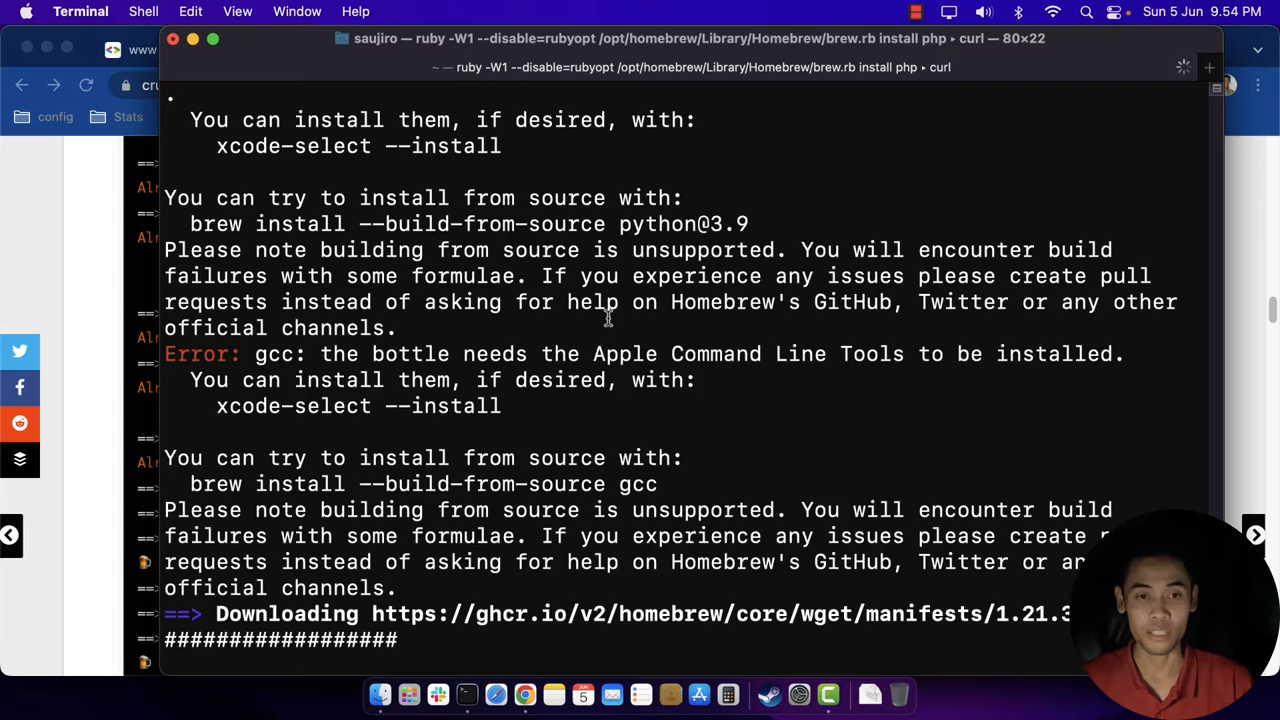 Terminal Shell Edit View Window Help Sun 5 Jun 9.54 PM
saujiro — ruby -W1 --disable=rubyopt /opt/homebrew/Library/Homebrew/brew.rb install php ▸ curl — 80×22
www
~ — ruby -W1 --disable=rubyopt /opt/homebrew/Library/Homebrew/brew.rb install php ▸ curl
cru
config Stats
.
You can install them, if desired, with:
xcode-select --install
You can try to install from source with:
brew install --build-from-source python@3.9
Please note building from source is unsupported. You will encounter build
failures with some formulae. If you experience any issues please create pull
requests instead of asking for help on Homebrew's GitHub, Twitter or any other
official channels.
Error: gcc: the bottle needs the Apple Command Line Tools to be installed.
You can install them, if desired, with:
xcode-select --install
You can try to install from source with:
brew install --build-from-source gcc
Please note building from source is unsupported. You will encounter build
failures with some formulae. If you experience any issues please create
requests instead of asking for help on Homebrew's GitHub, Twitter or any
official channels.
==> Downloading https://ghcr.io/v2/homebrew/core/wget/manifests/1.21.3
##################